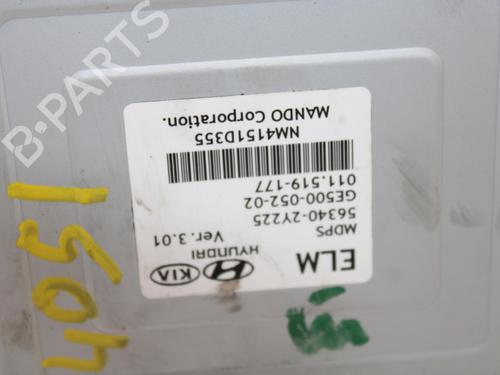 ELM
HYUNDAI
KIA
MDPS
Ver. 3.01
56340-2Y225
GE500-052-02
011.519-177
NM4151D355
MANDO Corporation.
4051
B-PARTS